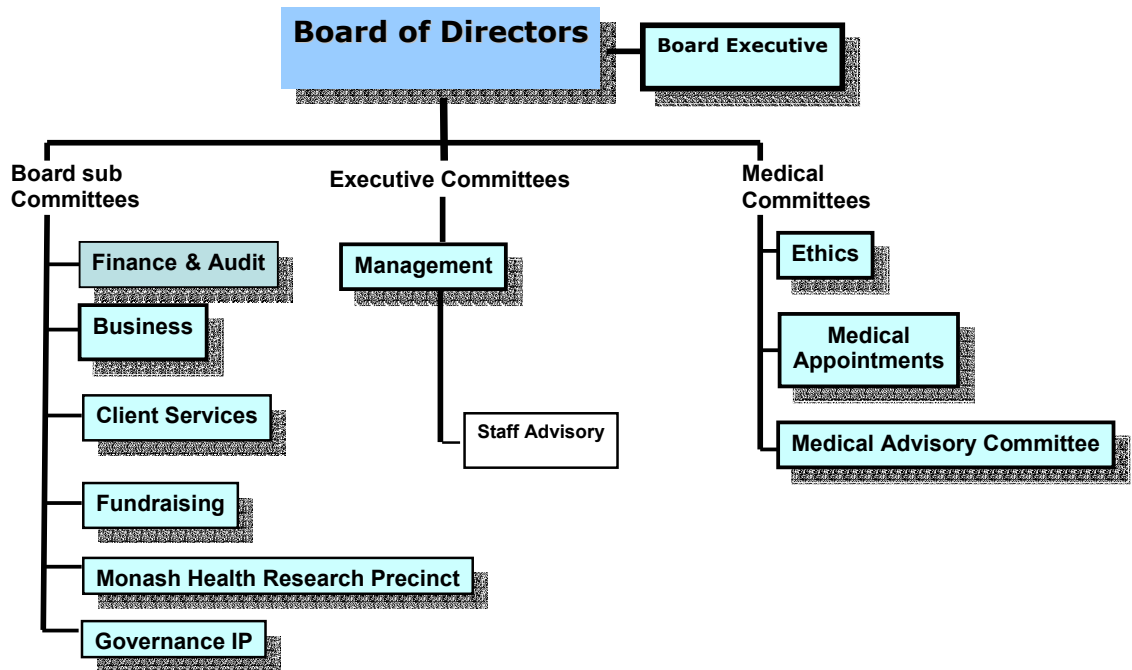 Board of Directors
Board Executive
Board sub
Committees
Executive Committees
Medical
Committees
Finance & Audit
Business
Client Services
Fundraising
Monash Health Research Precinct
Governance IP
Management
Staff Advisory
Ethics
Medical
Appointments
Medical Advisory Committee